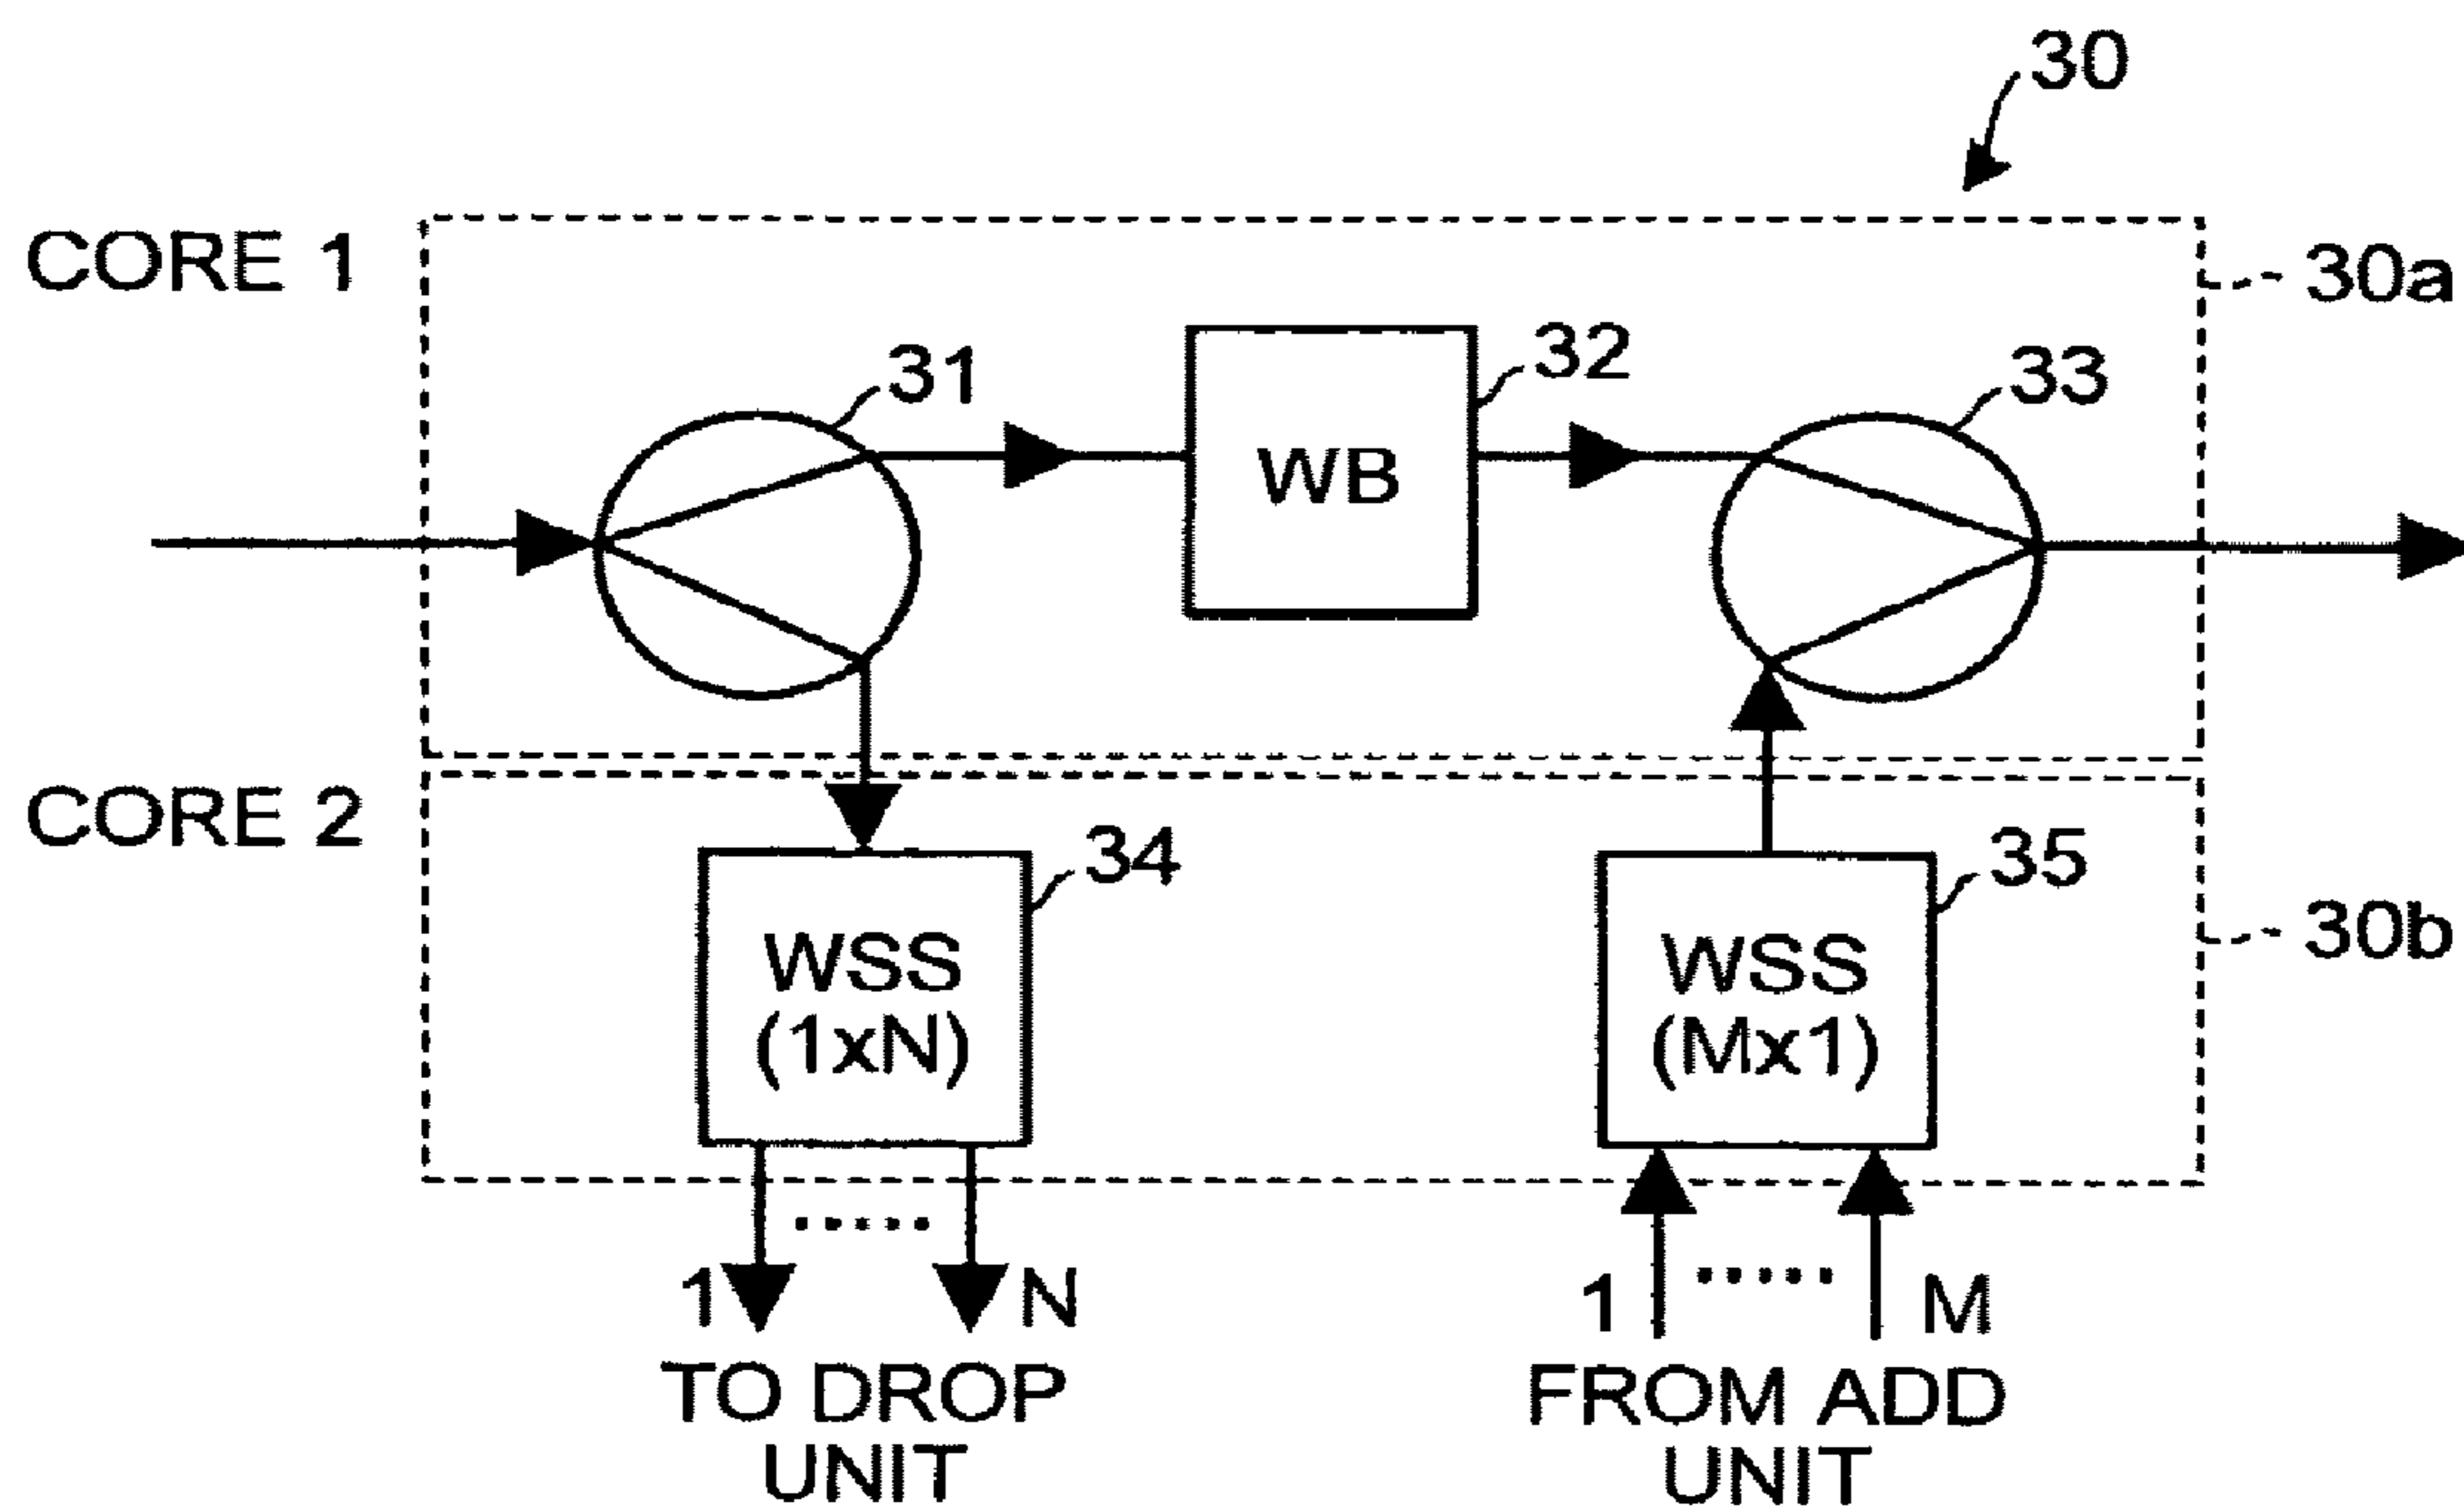 30
CORE 1
30a
31
32
33
WB
CORE 2
34
35
30b
WSS
(1xN)
WSS
(Mx1)
1 ..... N
1 ..... M
TO DROP
UNIT
FROM ADD
UNIT